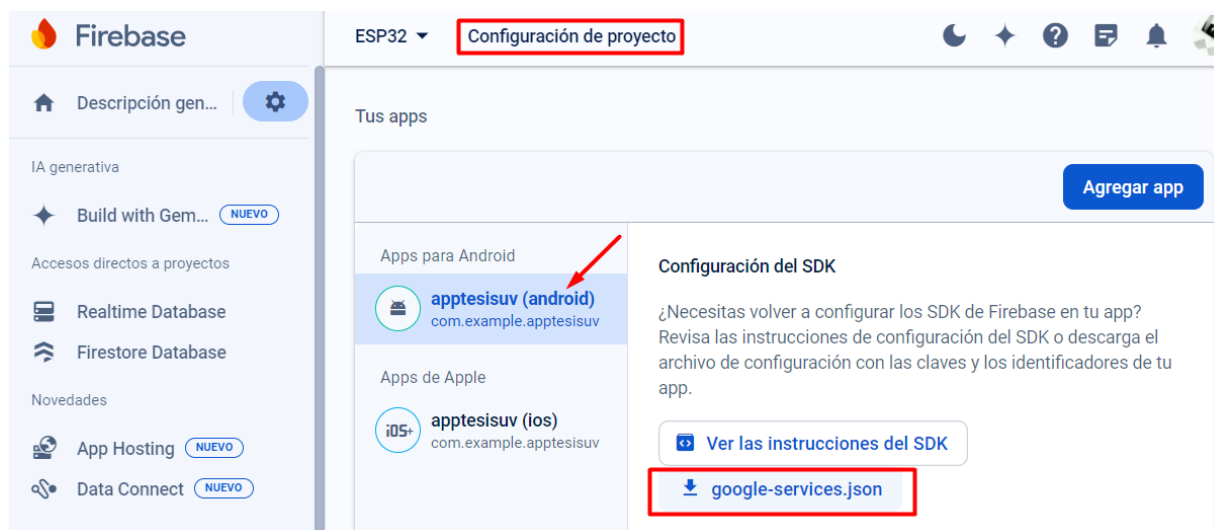 Firebase
ESP32
Configuración de proyecto
Descripción gen...
IA generativa
Build with Gem...
NUEVO
Accesos directos a proyectos
Realtime Database
Firestore Database
Novedades
App Hosting
NUEVO
Data Connect
NUEVO
Tus apps
Agregar app
Apps para Android
apptesisuv (android)
com.example.apptesisuv
Apps de Apple
iOS+
apptesisuv (ios)
com.example.apptesisuv
Configuración del SDK
¿Necesitas volver a configurar los SDK de Firebase en tu app?
Revisa las instrucciones de configuración del SDK o descarga el
archivo de configuración con las claves y los identificadores de tu
app.
Ver las instrucciones del SDK
google-services.json